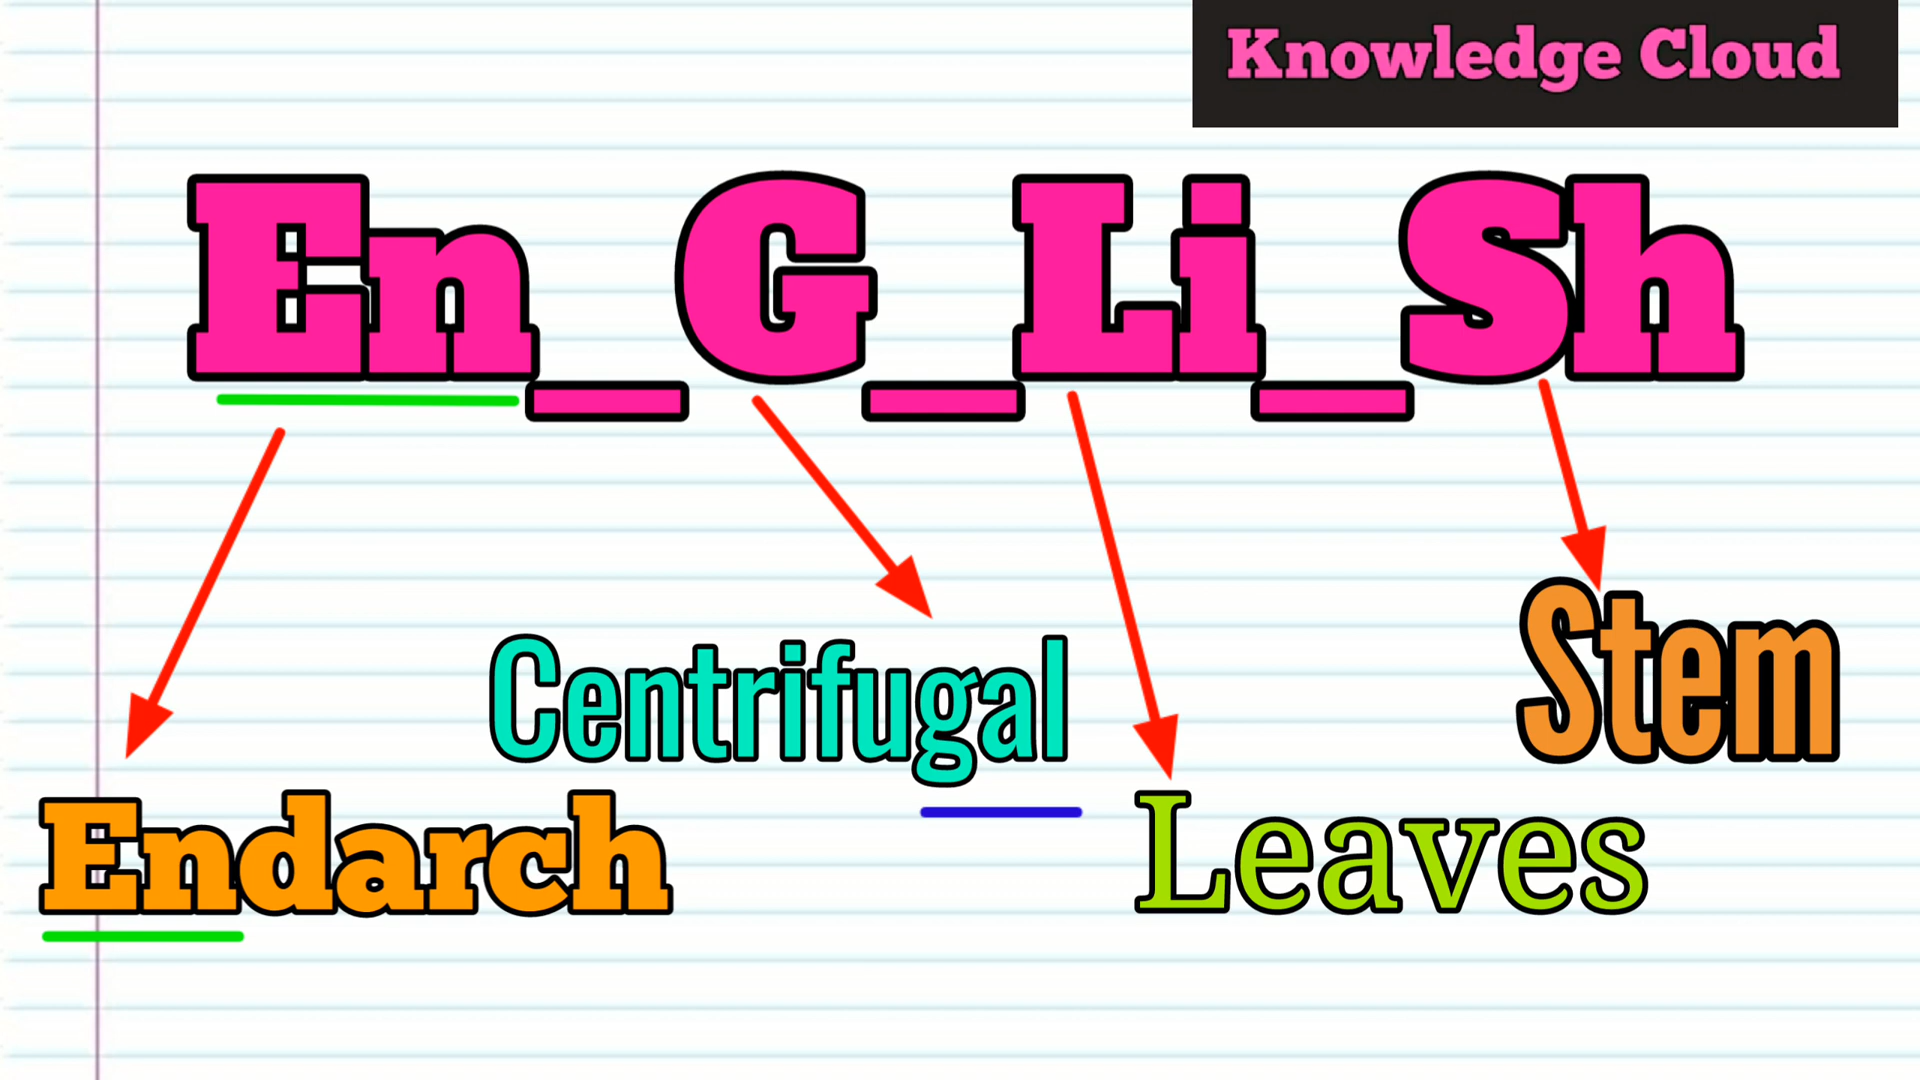 Knowledge Cloud
En_G_Li_Sh
Centrifugal
Stem
Endarch
Leaves